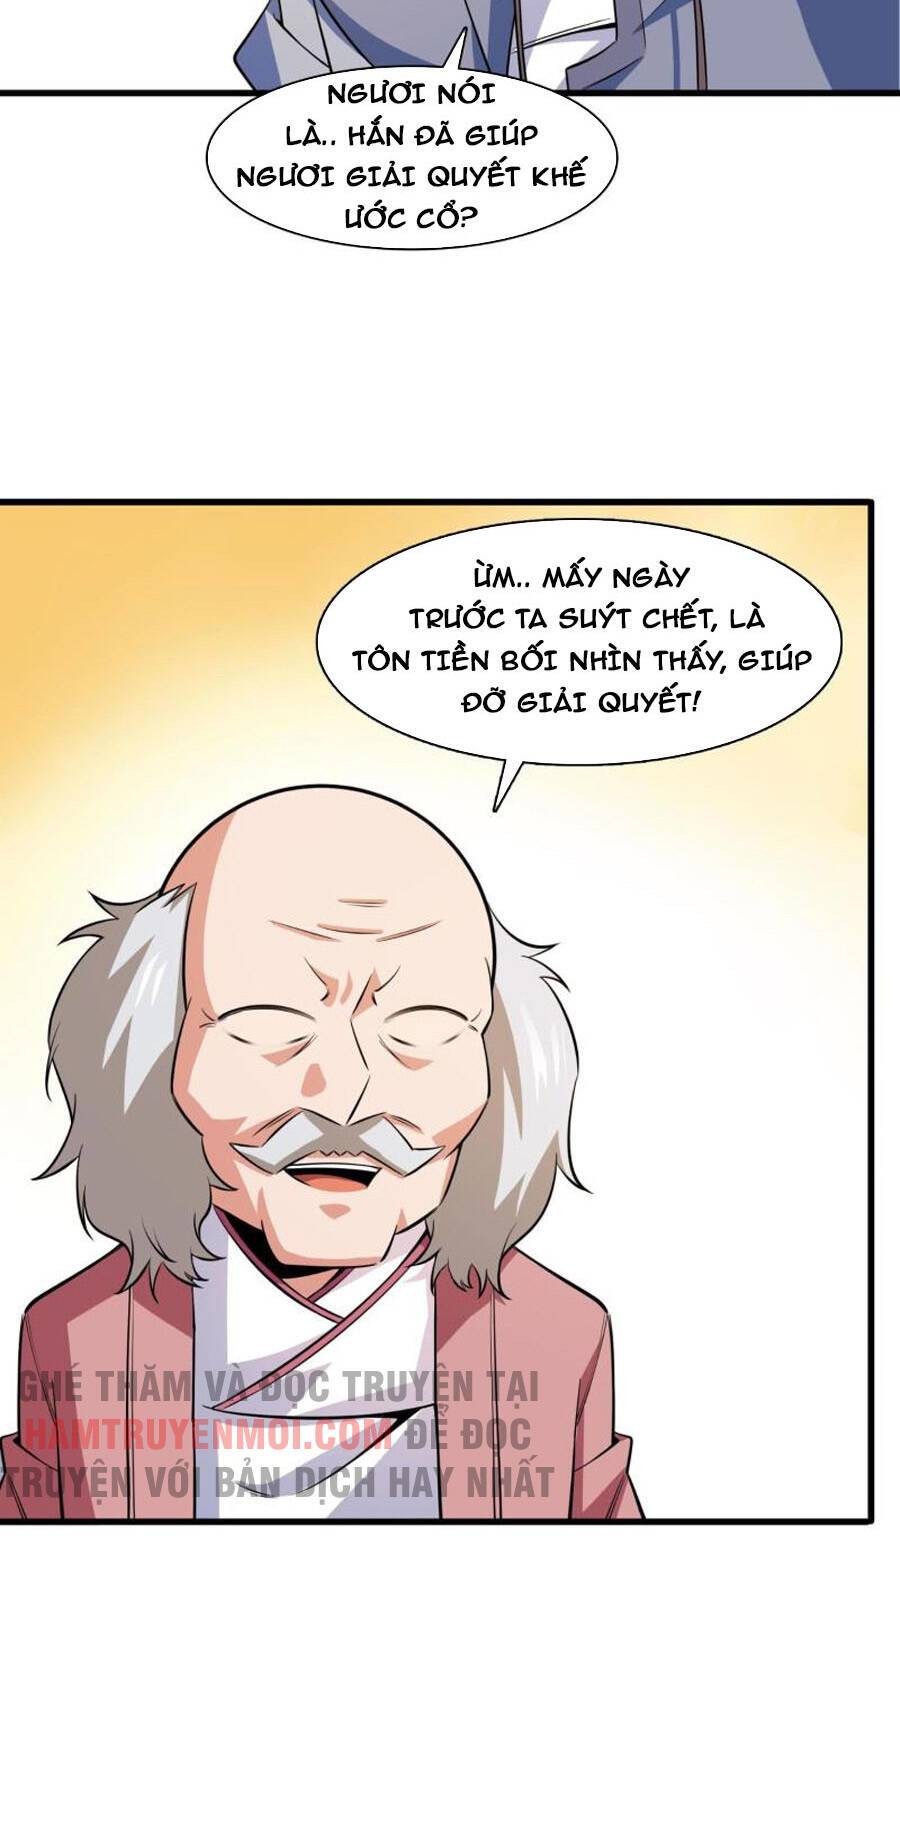 NGƯƠI NÓI
LÀ.. HẮN ĐÃ GIÚP
NGƯƠI GIẢI QUYẾT KHẾ
ƯỚC CỔ?
ỪM.. MẤY NGÀY
TRƯỚC TA SUÝT CHẾT, LÀ
TÔN TIỀN BỐI NHÌN THẤY, GIÚP
ĐỠ GIẢI QUYẾT!
GHÉ THĂM VÀ ĐỌC TRUYỆN TẠI
HAMTRUYENMOI.COM ĐỂ ĐỌC
TRUYỆN VỚI BẢN DỊCH HAY NHẤT